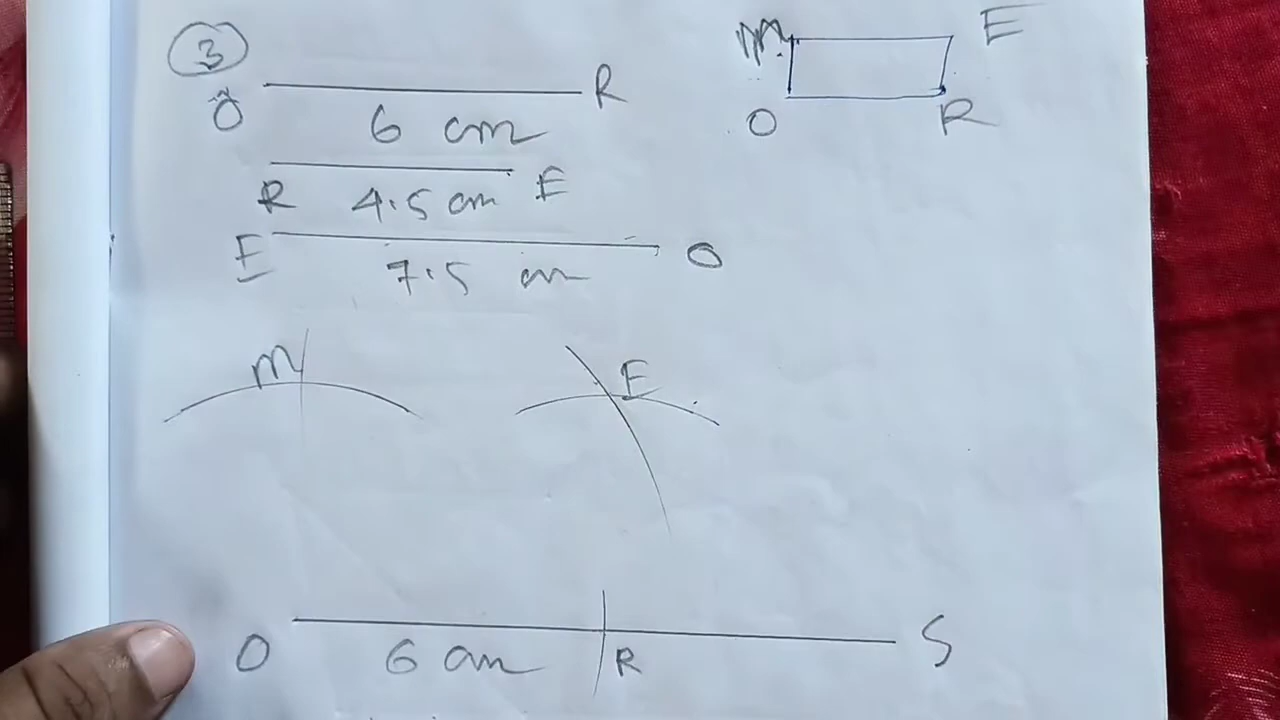 3
O R
6 cm
R 4.5 cm E
E 7.5 cm O
M E
O R
M E
O 6 cm R S